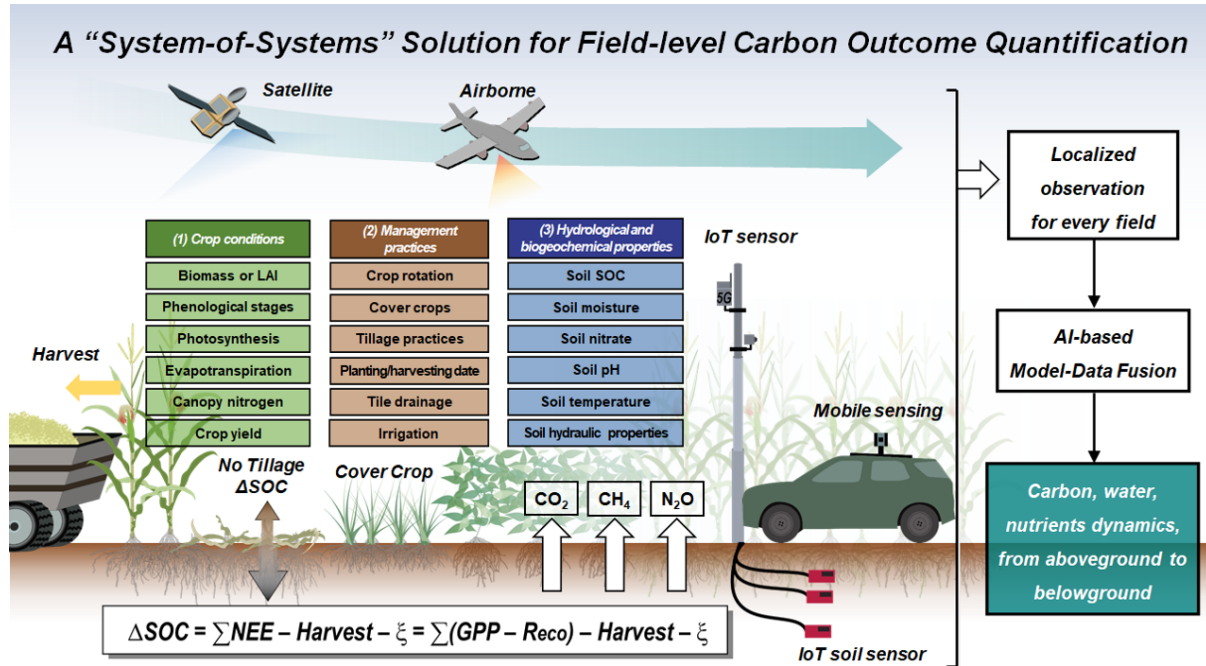 A “System-of-Systems” Solution for Field-level Carbon Outcome Quantification
Satellite
Airborne
(1) Crop conditions
Biomass or LAI
Phenological stages
Photosynthesis
Evapotranspiration
Canopy nitrogen
Crop yield
(2) Management
practices
Crop rotation
Cover crops
Tillage practices
Planting/harvesting date
Tile drainage
Irrigation
(3) Hydrological and
biogeochemical properties
Soil SOC
Soil moisture
Soil nitrate
Soil pH
Soil temperature
Soil hydraulic properties
IoT sensor
5G
Harvest
No Tillage
ΔSOC
Cover Crop
CO₂
CH₄
N₂O
Mobile sensing
ΔSOC = ∑NEE – Harvest – ξ = ∑(GPP – Reco) – Harvest – ξ
IoT soil sensor
Localized
observation
for every field
AI-based
Model-Data Fusion
Carbon, water,
nutrients dynamics,
from aboveground to
belowground